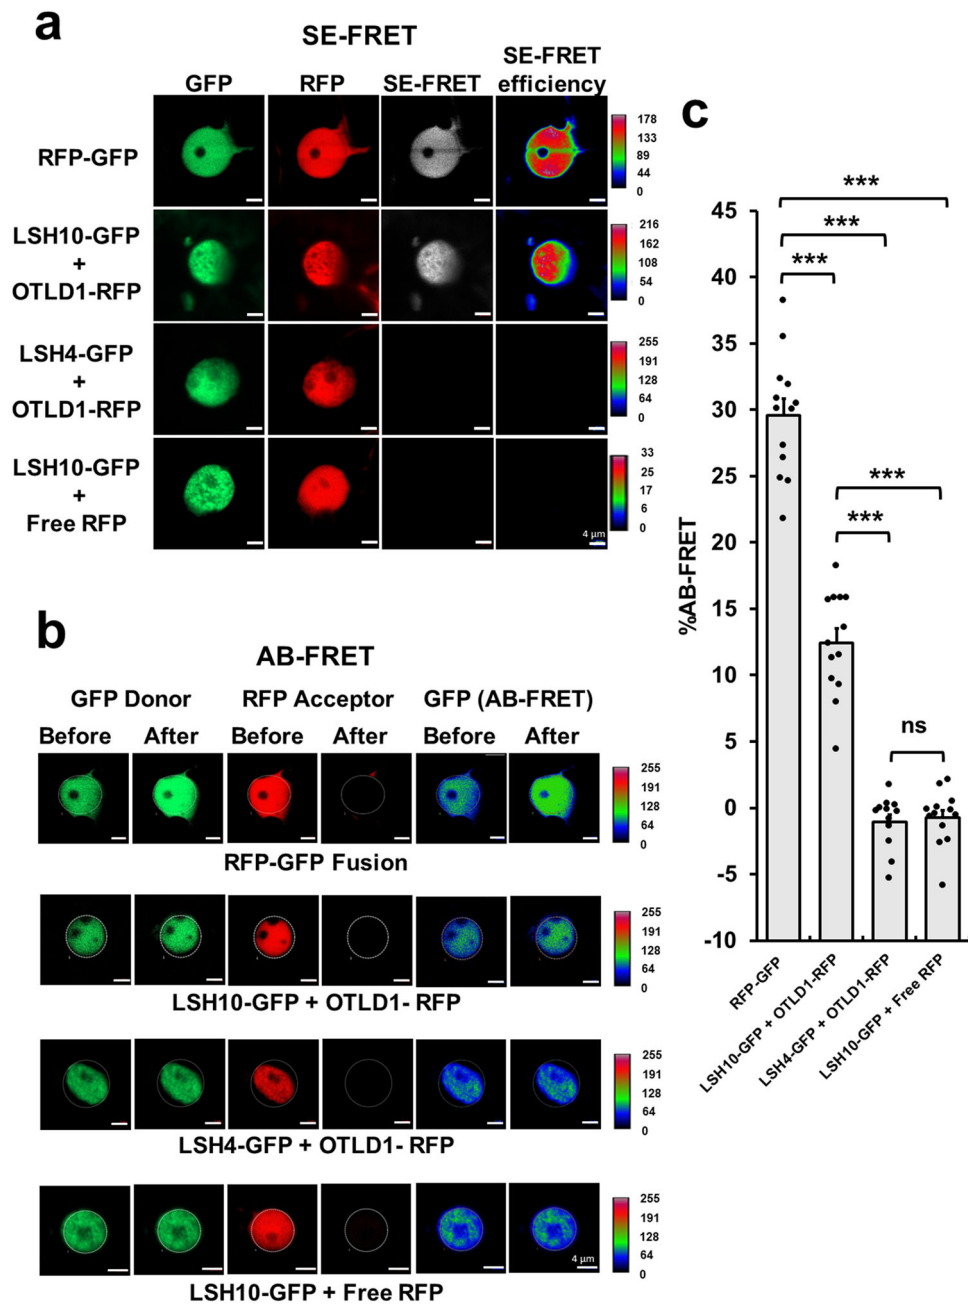 a
SE-FRET
GFP RFP SE-FRET SE-FRET efficiency
RFP-GFP
178
133
89
44
0
LSH10-GFP
+
OTLD1-RFP
216
162
108
54
0
LSH4-GFP
+
OTLD1-RFP
255
191
128
64
0
LSH10-GFP
+
Free RFP
33
25
17
6
0
4 µm
b
AB-FRET
GFP Donor RFP Acceptor GFP (AB-FRET)
Before After Before After Before After
255
191
128
64
0
RFP-GFP Fusion
255
191
128
64
0
LSH10-GFP + OTLD1- RFP
255
191
128
64
0
LSH4-GFP + OTLD1- RFP
255
191
128
64
0
4 µm
LSH10-GFP + Free RFP
c
***
***
***
***
***
ns
%AB-FRET
45
40
35
30
25
20
15
10
5
0
-5
-10
RFP-GFP
LSH10-GFP + OTLD1-RFP
LSH4-GFP + OTLD1-RFP
LSH10-GFP + Free RFP